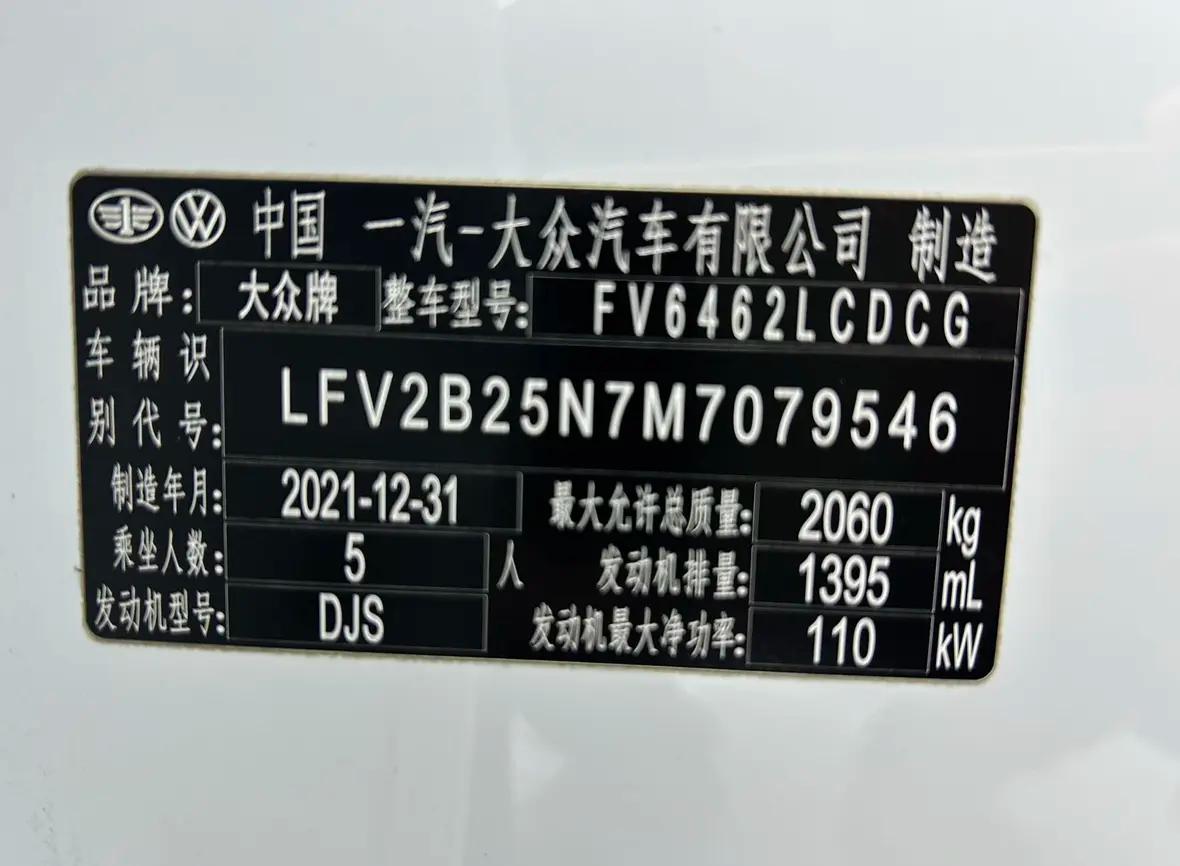 中国 一汽-大众汽车有限公司 制造
品牌: 大众牌 整车型号: FV6462LCDCG
车辆识别代号: LFV2B25N7M7079546
制造年月: 2021-12-31 最大允许总质量: 2060 kg
乘坐人数: 5 人 发动机排量: 1395 mL
发动机型号: DJS 发动机最大净功率: 110 kW